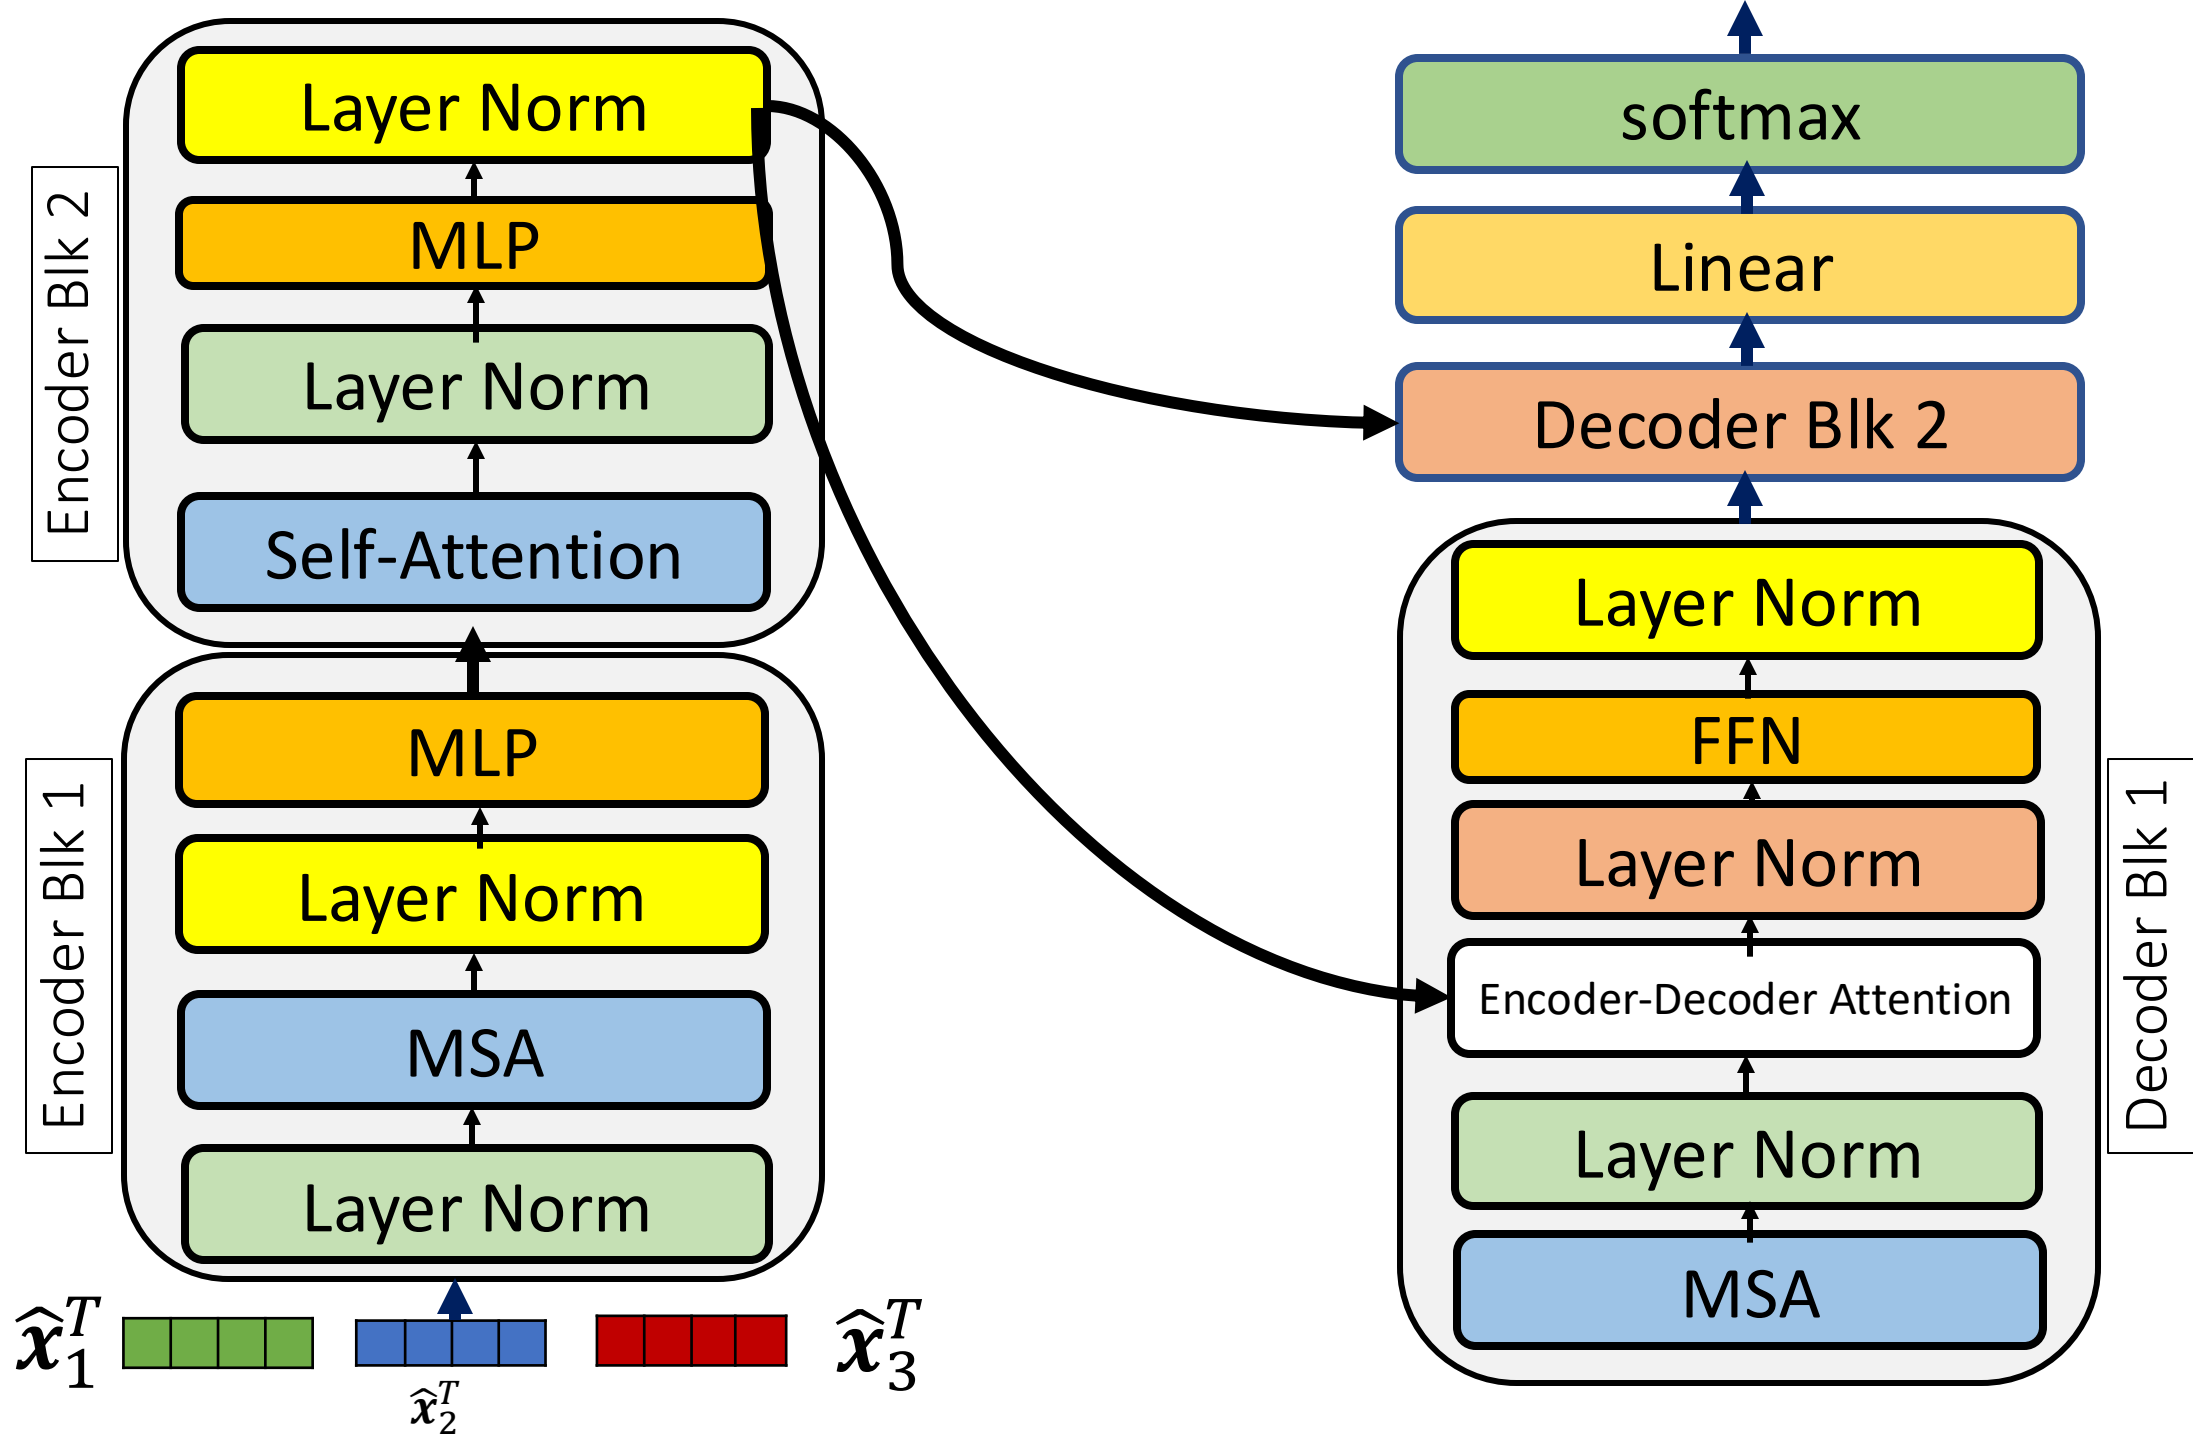 Encoder Blk 2
Layer Norm
MLP
Layer Norm
Self-Attention
Encoder Blk 1
MLP
Layer Norm
MSA
Layer Norm
x̂₁ᵀ
x̂₂ᵀ
x̂₃ᵀ
softmax
Linear
Decoder Blk 2
Layer Norm
FFN
Layer Norm
Encoder-Decoder Attention
Layer Norm
MSA
Decoder Blk 1